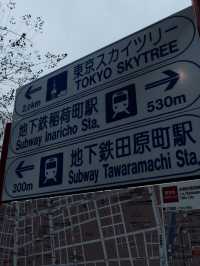 東京スカイツリー
TOKYO SKYTREE
2.0km
地下鉄稲荷町駅
Subway Inaricho Sta.
530m
地下鉄田原町駅
Subway Tawaramachi Sta.
300m